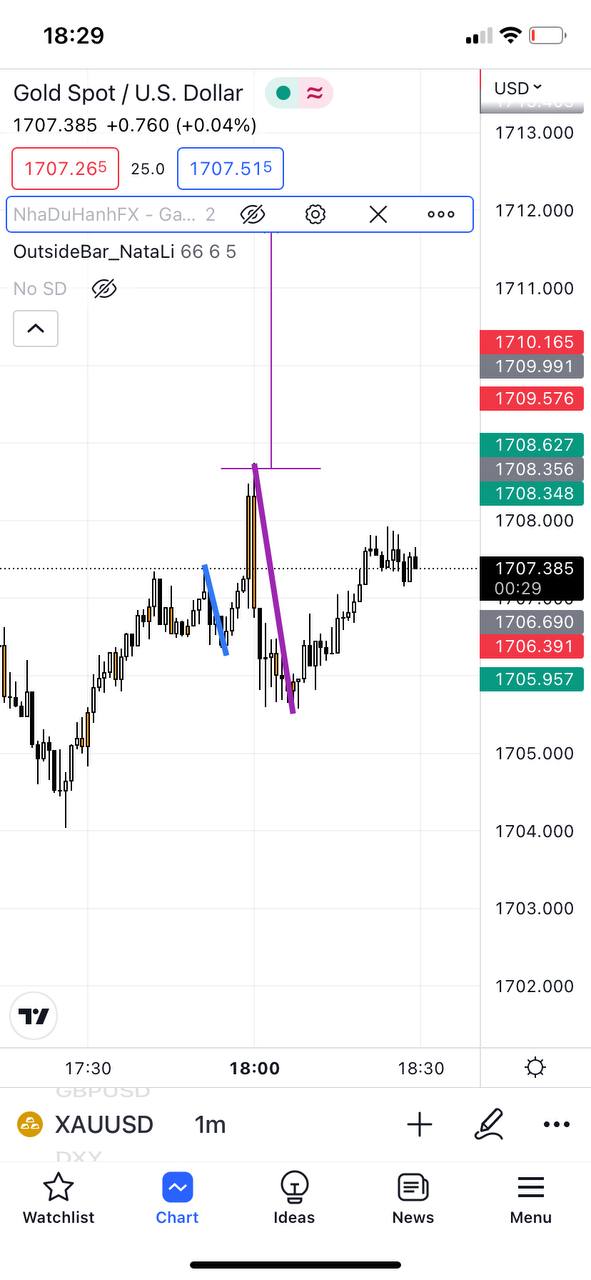 18:29
Gold Spot / U.S. Dollar
USD
1707.385 +0.760 (+0.04%)
1713.000
1707.265 25.0 1707.515
NhaDuHanhFX - Ga... 2
1712.000
OutsideBar_NataLi 66 6 5
No SD
1711.000
1710.165
1709.991
1709.576
1708.627
1708.356
1708.348
1708.000
1707.385
00:29
1706.690
1706.391
1705.957
1705.000
1704.000
1703.000
1702.000
17:30 18:00 18:30
GBPUSD
XAUUSD 1m
DXY
Watchlist Chart Ideas News Menu